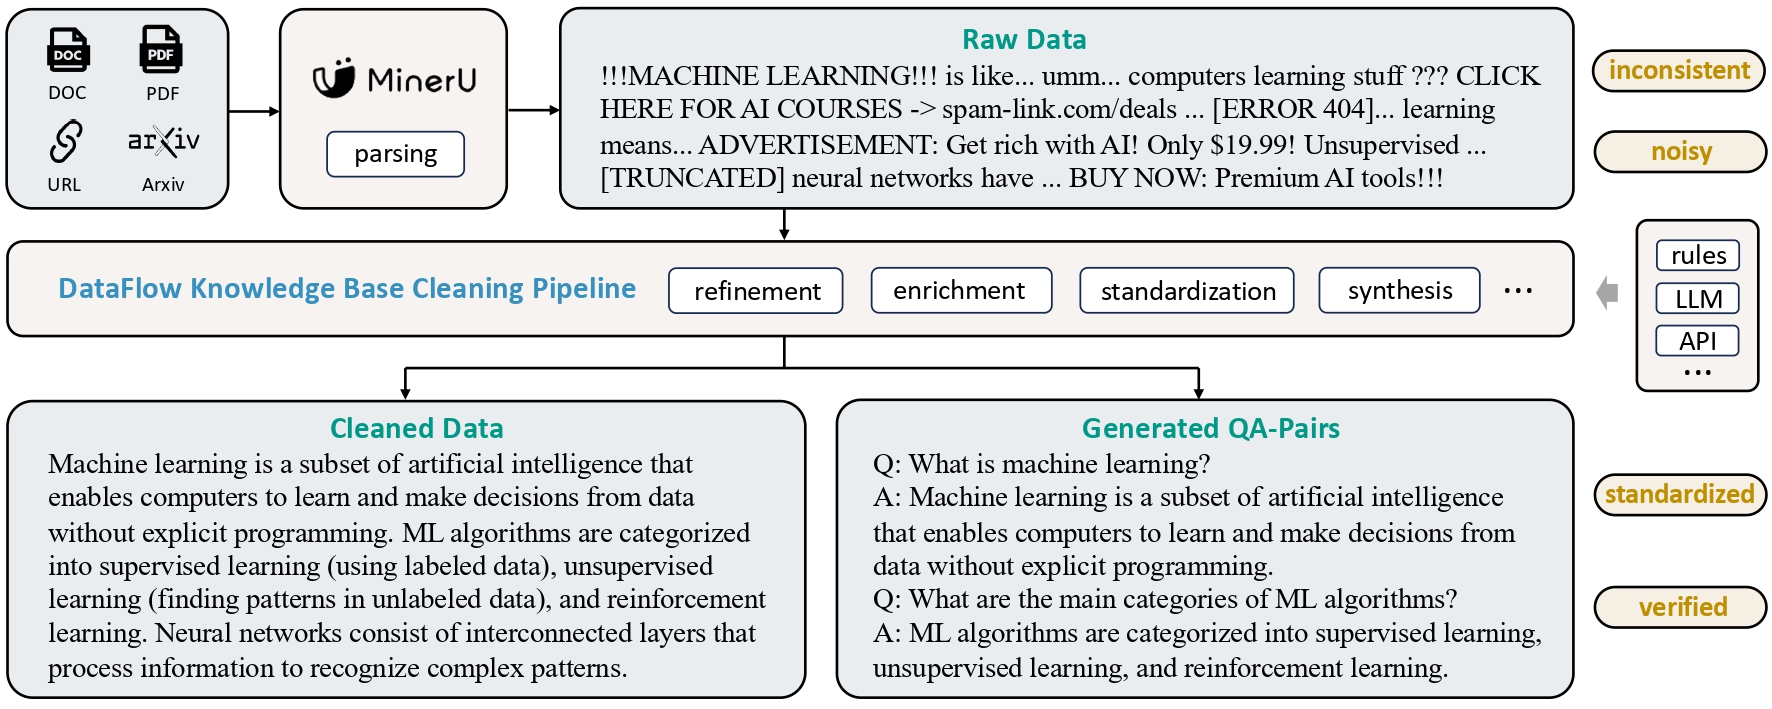 DOC
PDF
DOC
PDF
arXiv
URL
Arxiv
MinerU
parsing
Raw Data
!!!MACHINE LEARNING!!! is like... umm... computers learning stuff ??? CLICK
HERE FOR AI COURSES -> spam-link.com/deals ... [ERROR 404]... learning
means... ADVERTISEMENT: Get rich with AI! Only $19.99! Unsupervised ...
[TRUNCATED] neural networks have ... BUY NOW: Premium AI tools!!!
inconsistent
noisy
DataFlow Knowledge Base Cleaning Pipeline
refinement
enrichment
standardization
synthesis
...
rules
LLM
API
...
Cleaned Data
Machine learning is a subset of artificial intelligence that
enables computers to learn and make decisions from data
without explicit programming. ML algorithms are categorized
into supervised learning (using labeled data), unsupervised
learning (finding patterns in unlabeled data), and reinforcement
learning. Neural networks consist of interconnected layers that
process information to recognize complex patterns.
Generated QA-Pairs
Q: What is machine learning?
A: Machine learning is a subset of artificial intelligence
that enables computers to learn and make decisions from
data without explicit programming.
Q: What are the main categories of ML algorithms?
A: ML algorithms are categorized into supervised learning,
unsupervised learning, and reinforcement learning.
standardized
verified